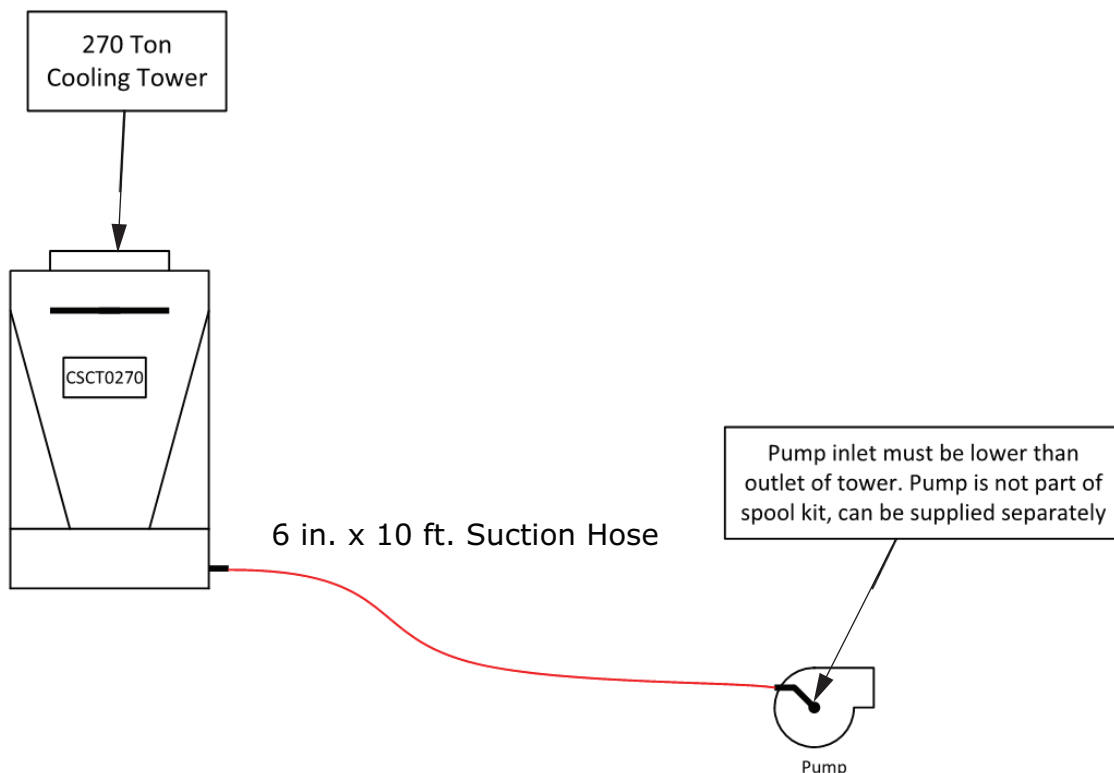 270 Ton
Cooling Tower
CSCT0270
6 in. x 10 ft. Suction Hose
Pump inlet must be lower than
outlet of tower. Pump is not part of
spool kit, can be supplied separately
Pump